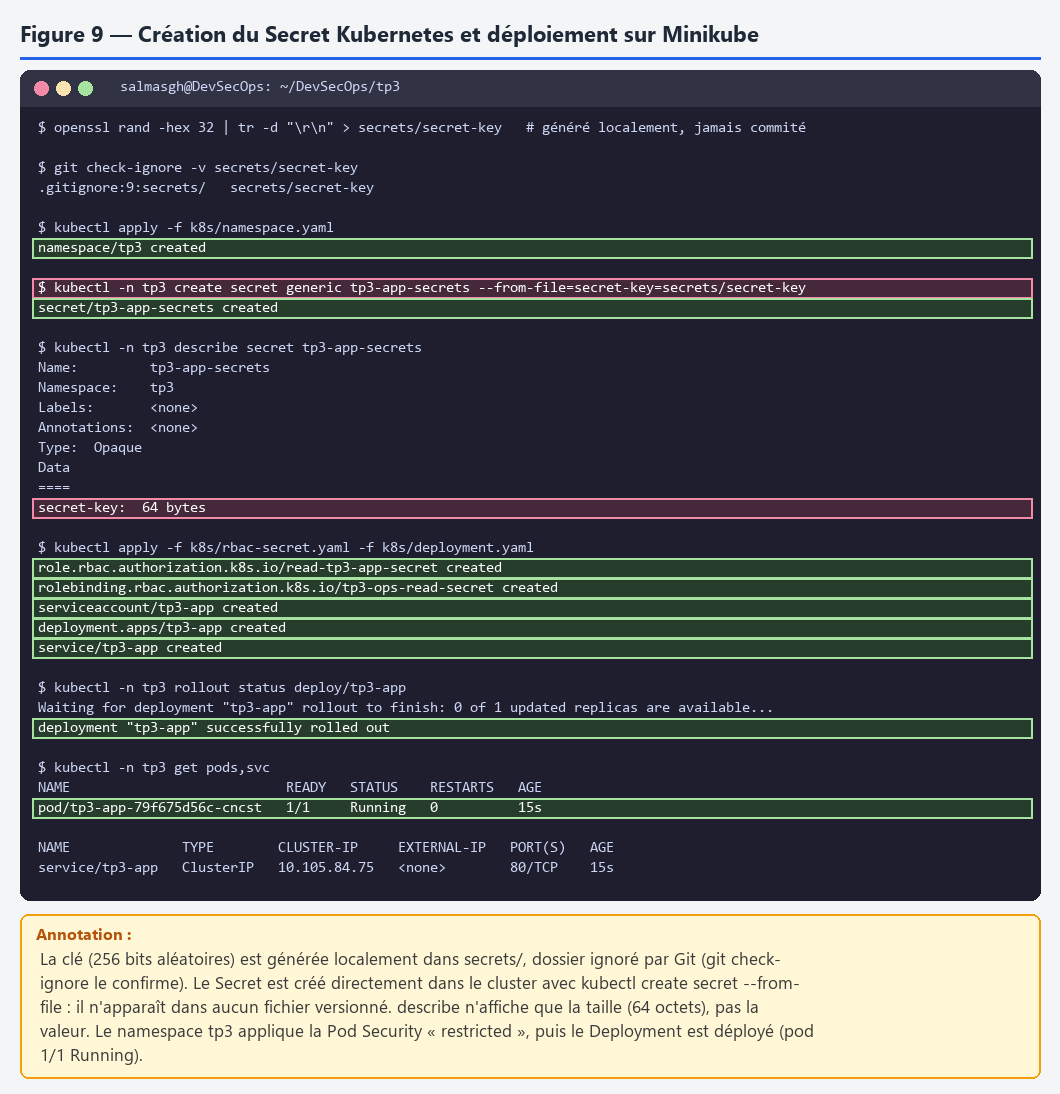 Figure 9 — Création du Secret Kubernetes et déploiement sur Minikube
salmasgh@DevSecOps: ~/DevSecOps/tp3
$ openssl rand -hex 32 | tr -d "\r\n" > secrets/secret-key   # généré localement, jamais commité
$ git check-ignore -v secrets/secret-key
.gitignore:9:secrets/   secrets/secret-key
$ kubectl apply -f k8s/namespace.yaml
namespace/tp3 created
$ kubectl -n tp3 create secret generic tp3-app-secrets --from-file=secret-key=secrets/secret-key
secret/tp3-app-secrets created
$ kubectl -n tp3 describe secret tp3-app-secrets
Name:         tp3-app-secrets
Namespace:    tp3
Labels:       <none>
Annotations:  <none>
Type:  Opaque
Data
====
secret-key:  64 bytes
$ kubectl apply -f k8s/rbac-secret.yaml -f k8s/deployment.yaml
role.rbac.authorization.k8s.io/read-tp3-app-secret created
rolebinding.rbac.authorization.k8s.io/tp3-ops-read-secret created
serviceaccount/tp3-app created
deployment.apps/tp3-app created
service/tp3-app created
$ kubectl -n tp3 rollout status deploy/tp3-app
Waiting for deployment "tp3-app" rollout to finish: 0 of 1 updated replicas are available...
deployment "tp3-app" successfully rolled out
$ kubectl -n tp3 get pods,svc
NAME                           READY   STATUS    RESTARTS   AGE
pod/tp3-app-79f675d56c-cncst   1/1     Running   0          15s
NAME              TYPE        CLUSTER-IP     EXTERNAL-IP   PORT(S)   AGE
service/tp3-app   ClusterIP   10.105.84.75   <none>        80/TCP    15s
Annotation :
La clé (256 bits aléatoires) est générée localement dans secrets/, dossier ignoré par Git (git check-
ignore le confirme). Le Secret est créé directement dans le cluster avec kubectl create secret --from-
file : il n'apparaît dans aucun fichier versionné. describe n'affiche que la taille (64 octets), pas la
valeur. Le namespace tp3 applique la Pod Security « restricted », puis le Deployment est déployé (pod
1/1 Running).